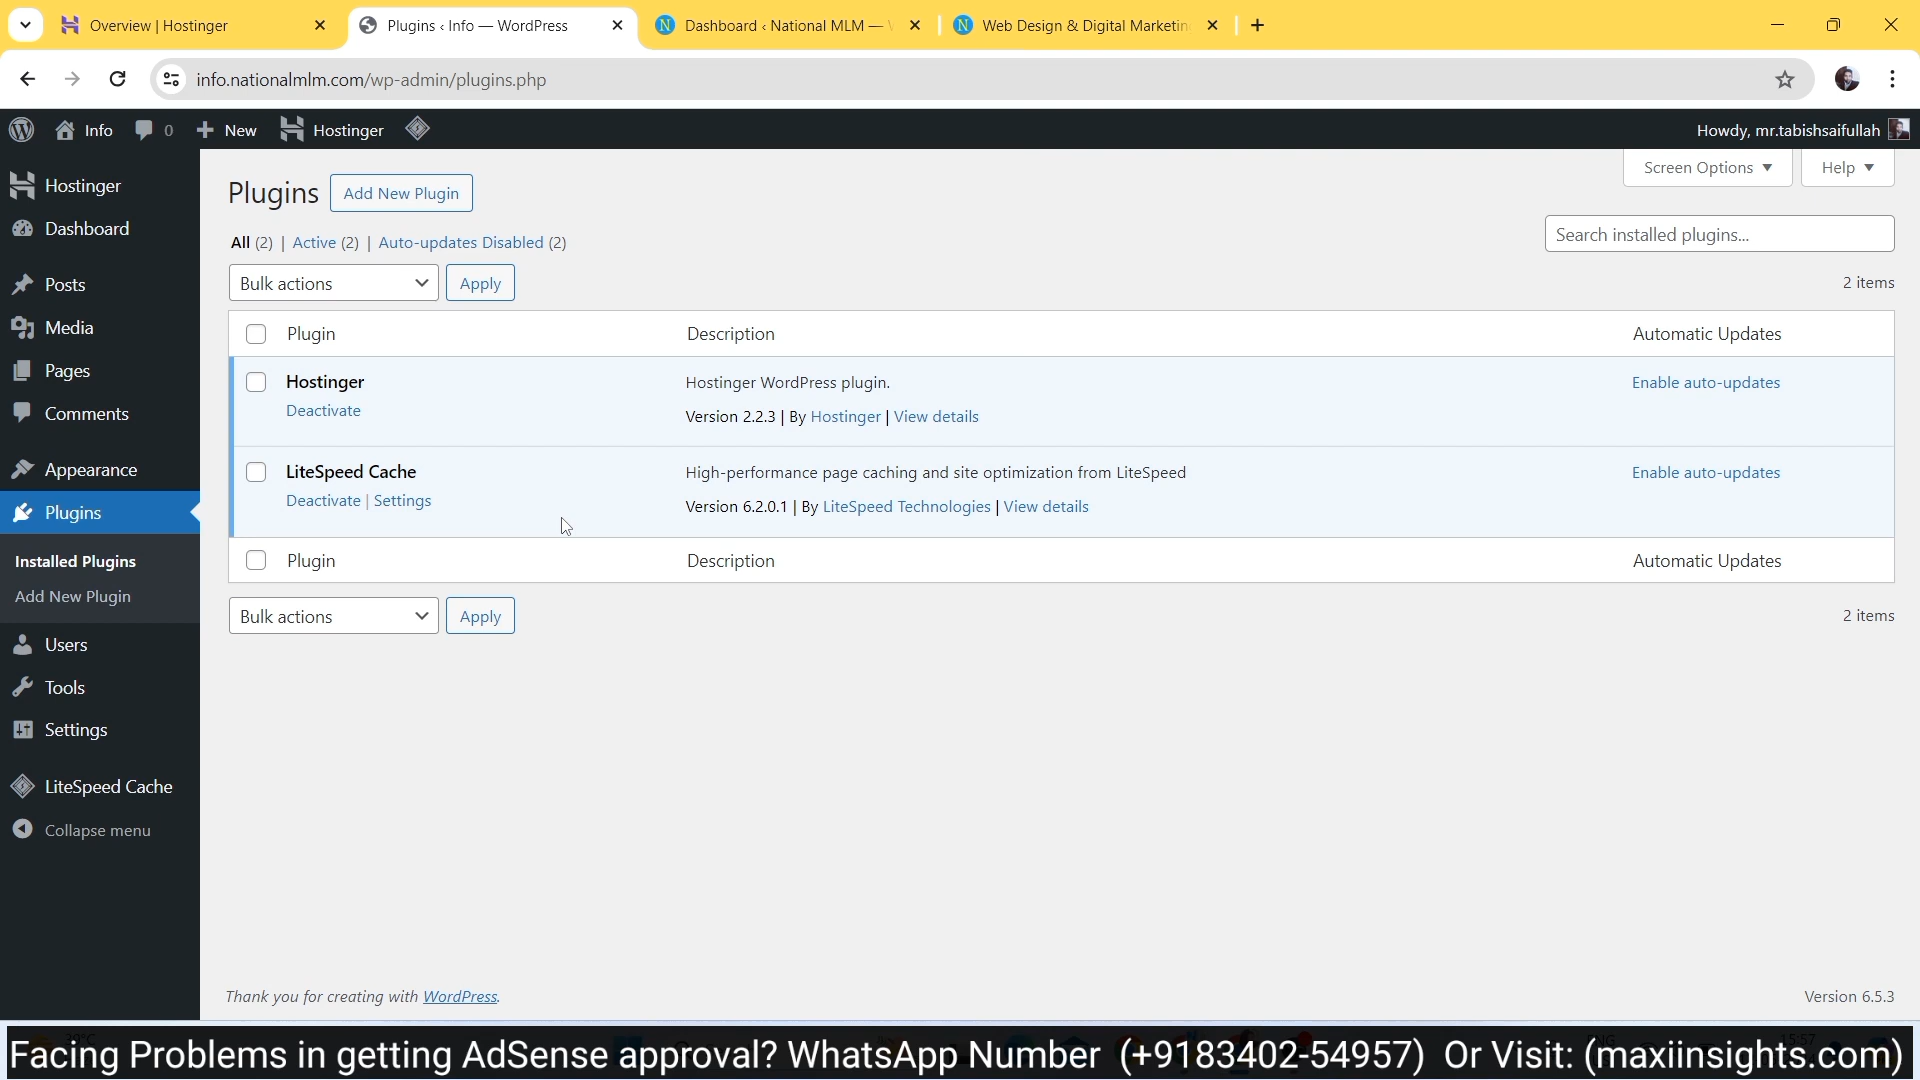 Overview | Hostinger
Plugins ‹ Info — WordPress
Dashboard ‹ National MLM —
Web Design & Digital Marketin
info.nationalmlm.com/wp-admin/plugins.php
Info
0
New
Hostinger
Howdy, mr.tabishsaifullah
Hostinger
Dashboard
Posts
Media
Pages
Comments
Appearance
Plugins
Installed Plugins
Add New Plugin
Users
Tools
Settings
LiteSpeed Cache
Collapse menu
Screen Options
Help
Plugins
Add New Plugin
All (2) | Active (2) | Auto-updates Disabled (2)
Search installed plugins...
Bulk actions
Apply
2 items
Plugin
Description
Automatic Updates
Hostinger
Deactivate
Hostinger WordPress plugin.
Version 2.2.3 | By Hostinger | View details
Enable auto-updates
LiteSpeed Cache
Deactivate | Settings
High-performance page caching and site optimization from LiteSpeed
Version 6.2.0.1 | By LiteSpeed Technologies | View details
Enable auto-updates
Plugin
Description
Automatic Updates
Bulk actions
Apply
2 items
Thank you for creating with WordPress.
Version 6.5.3
Facing Problems in getting AdSense approval? WhatsApp Number (+9183402-54957) Or Visit: (maxiinsights.com)